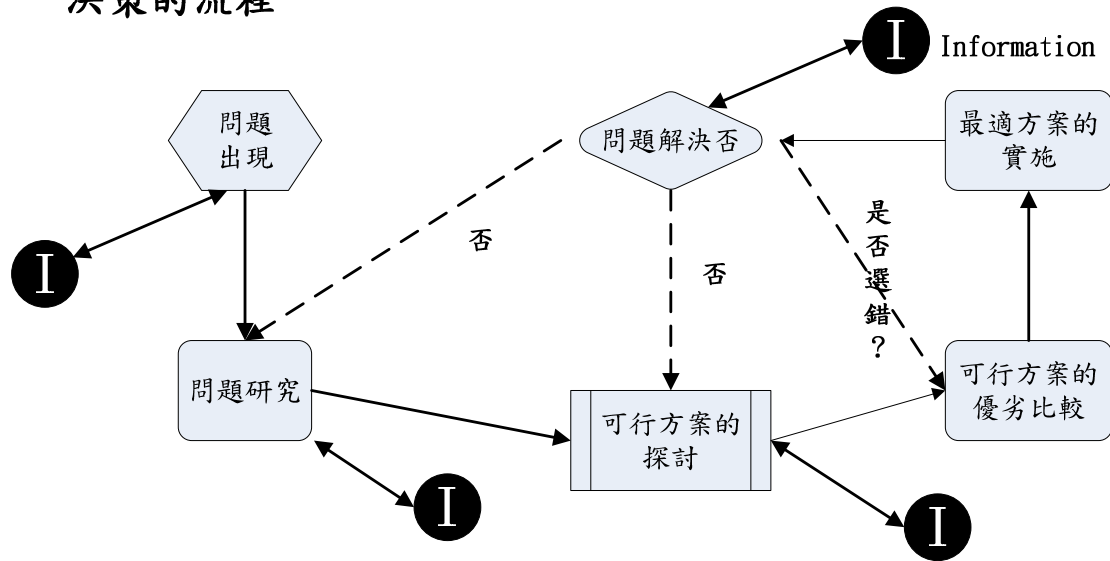 決策的流程
I
Information
問題
出現
問題解決否
最適方案的
實施
否
否
是否選錯？
I
問題研究
可行方案的
探討
可行方案的
優劣比較
I
I